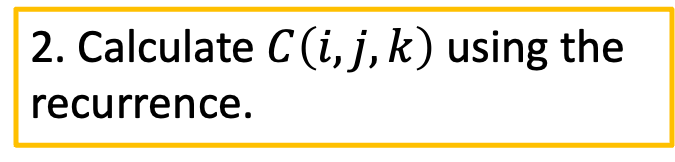 2. Calculate C(i, j, k) using the
recurrence.